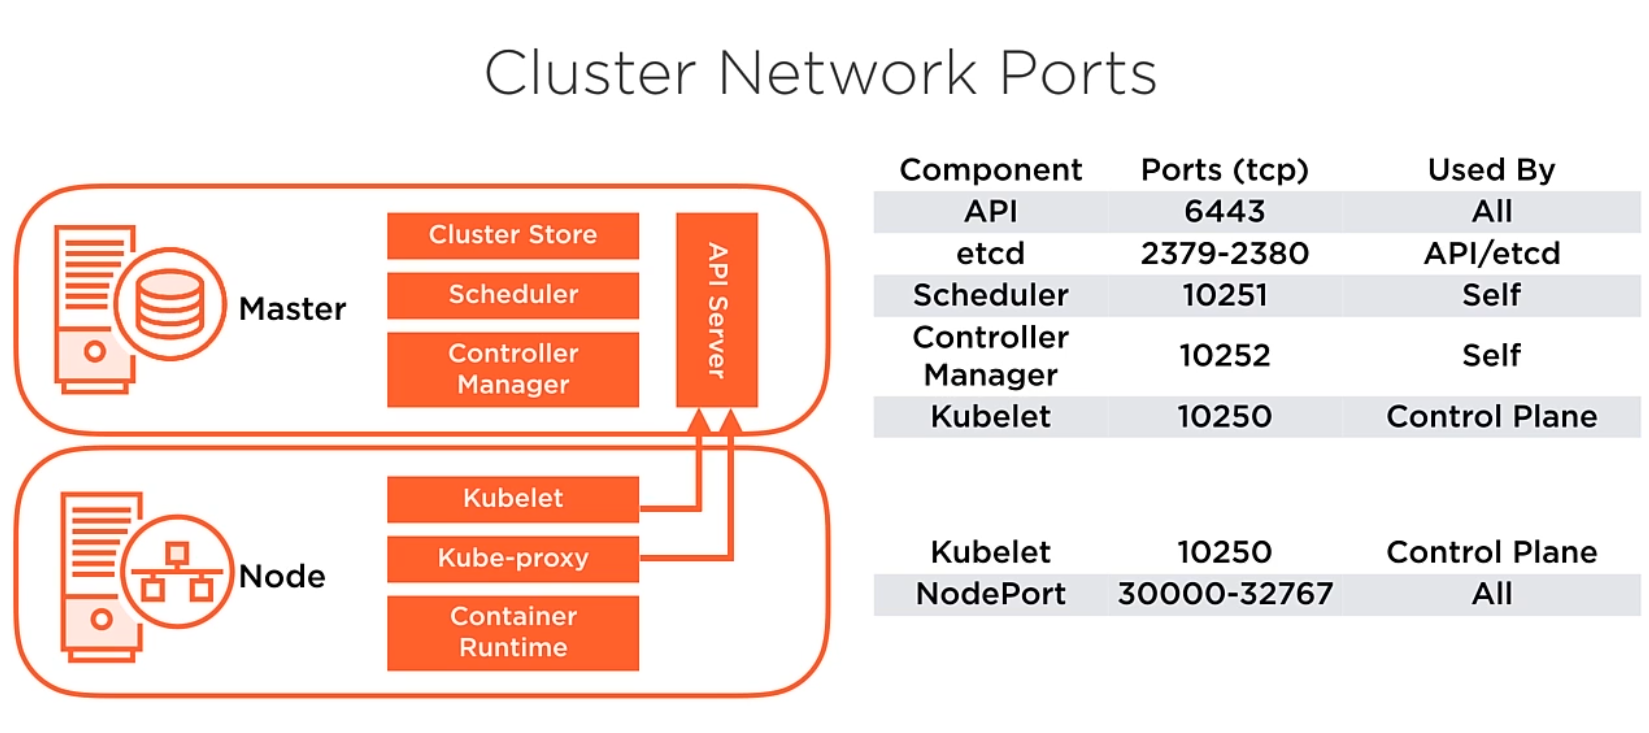 Cluster Network Ports
Master
Cluster Store
Scheduler
Controller
Manager
API Server
Node
Kubelet
Kube-proxy
Container
Runtime
Component Ports (tcp) Used By
API 6443 All
etcd 2379-2380 API/etcd
Scheduler 10251 Self
Controller
Manager 10252 Self
Kubelet 10250 Control Plane
Kubelet 10250 Control Plane
NodePort 30000-32767 All